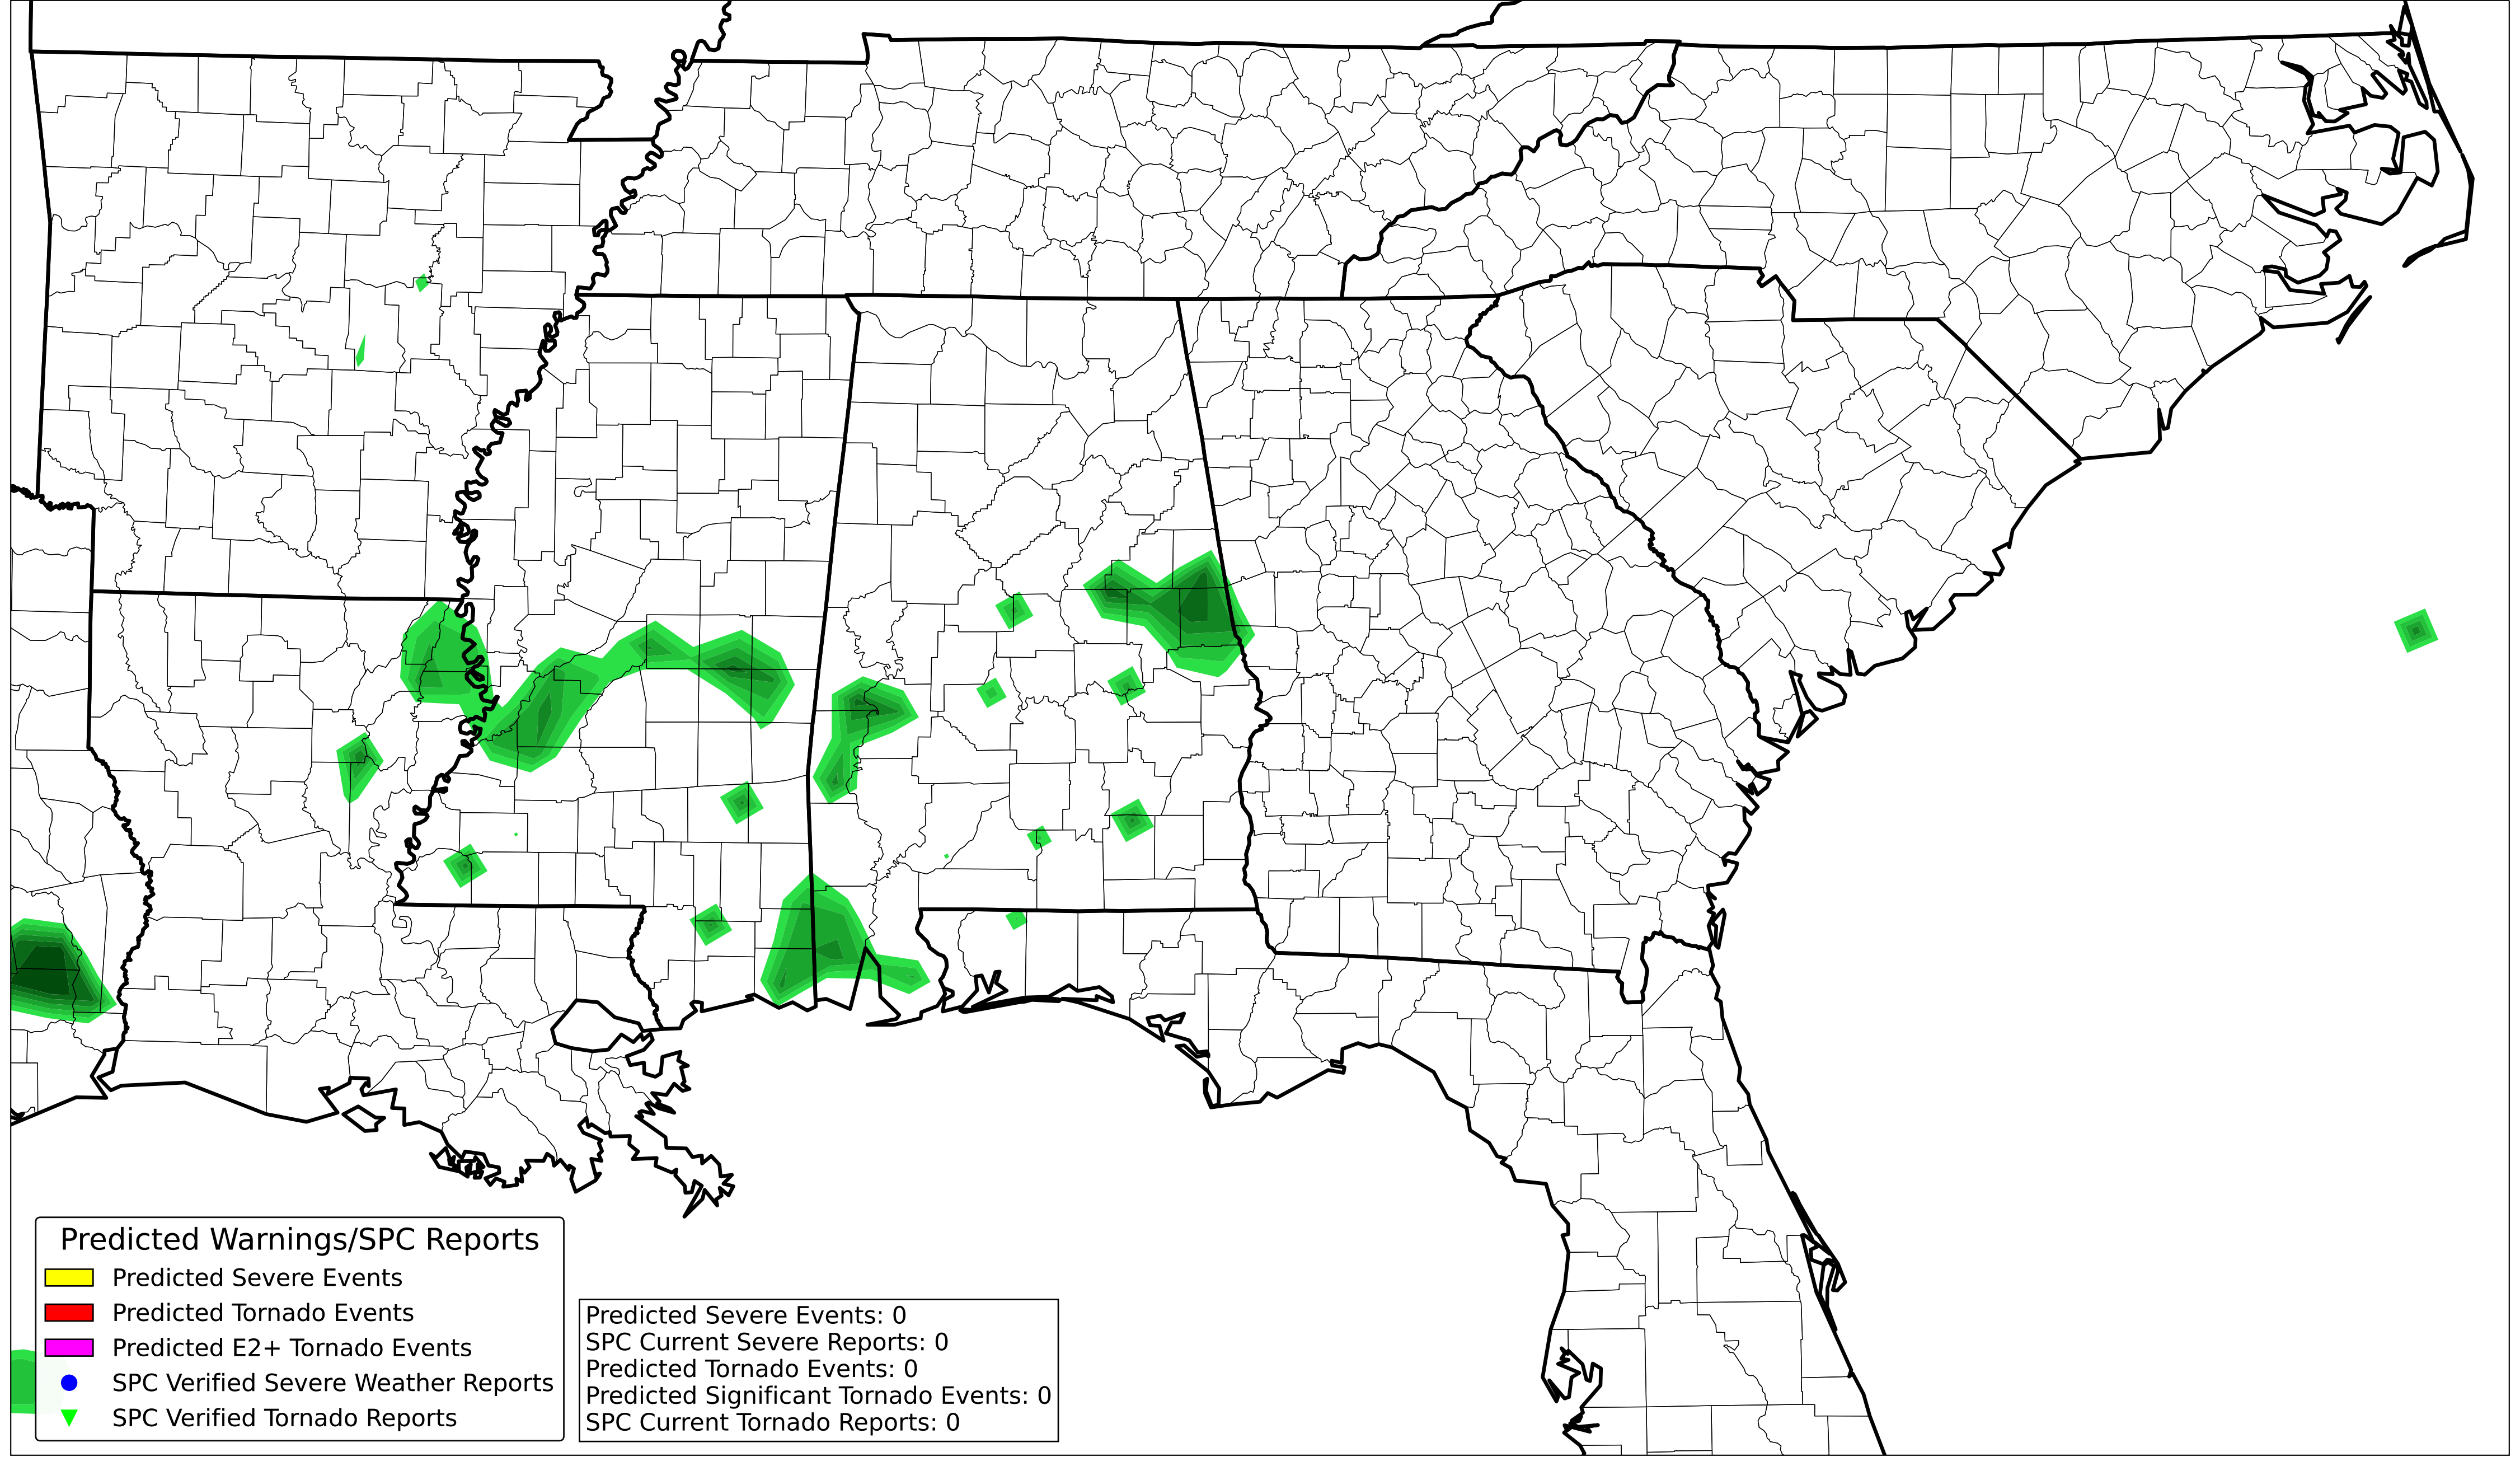 Predicted Warnings/SPC Reports
Predicted Severe Events
Predicted Tornado Events
Predicted E2+ Tornado Events
SPC Verified Severe Weather Reports
SPC Verified Tornado Reports
Predicted Severe Events: 0
SPC Current Severe Reports: 0
Predicted Tornado Events: 0
Predicted Significant Tornado Events: 0
SPC Current Tornado Reports: 0